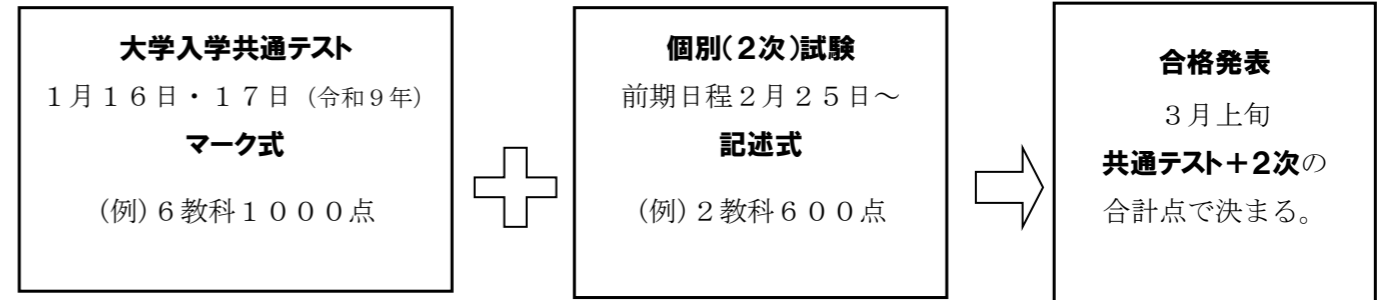 大学入学共通テスト
1月16日・17日（令和9年）
マーク式
（例）6教科1000点
個別（2次）試験
前期日程2月25日～
記述式
（例）2教科600点
合格発表
3月上旬
共通テスト＋2次の
合計点で決まる。